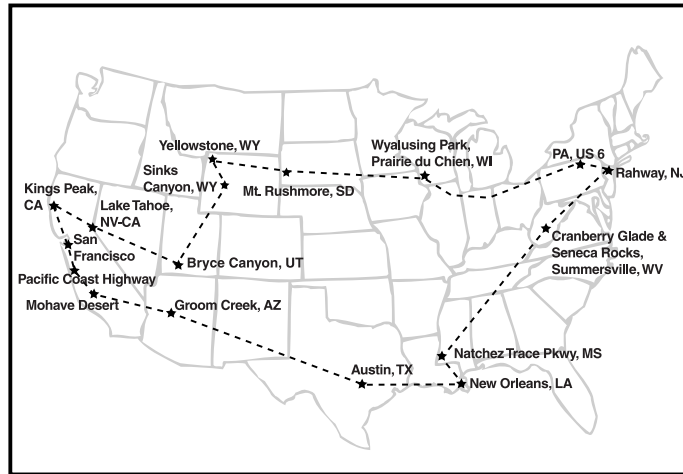 Yellowstone, WY
Wyalusing Park,
Prairie du Chien, WI
PA, US 6
Rahway, NJ
Sinks
Canyon, WY
Mt. Rushmore, SD
Kings Peak,
CA
Lake Tahoe,
NV-CA
San
Francisco
Bryce Canyon, UT
Cranberry Glade &
Seneca Rocks,
Summersville, WV
Pacific Coast Highway
Mohave Desert
Groom Creek, AZ
Natchez Trace Pkwy, MS
Austin, TX
New Orleans, LA